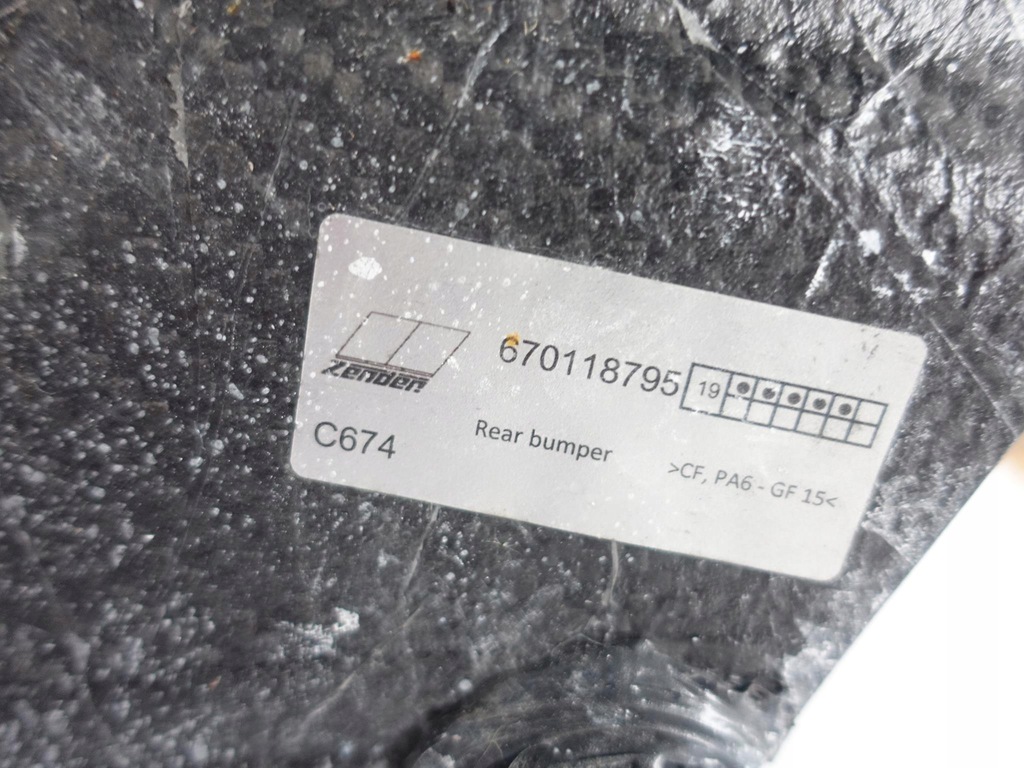 Zender
670118795
19
C674
Rear bumper
>CF, PA6 - GF 15<